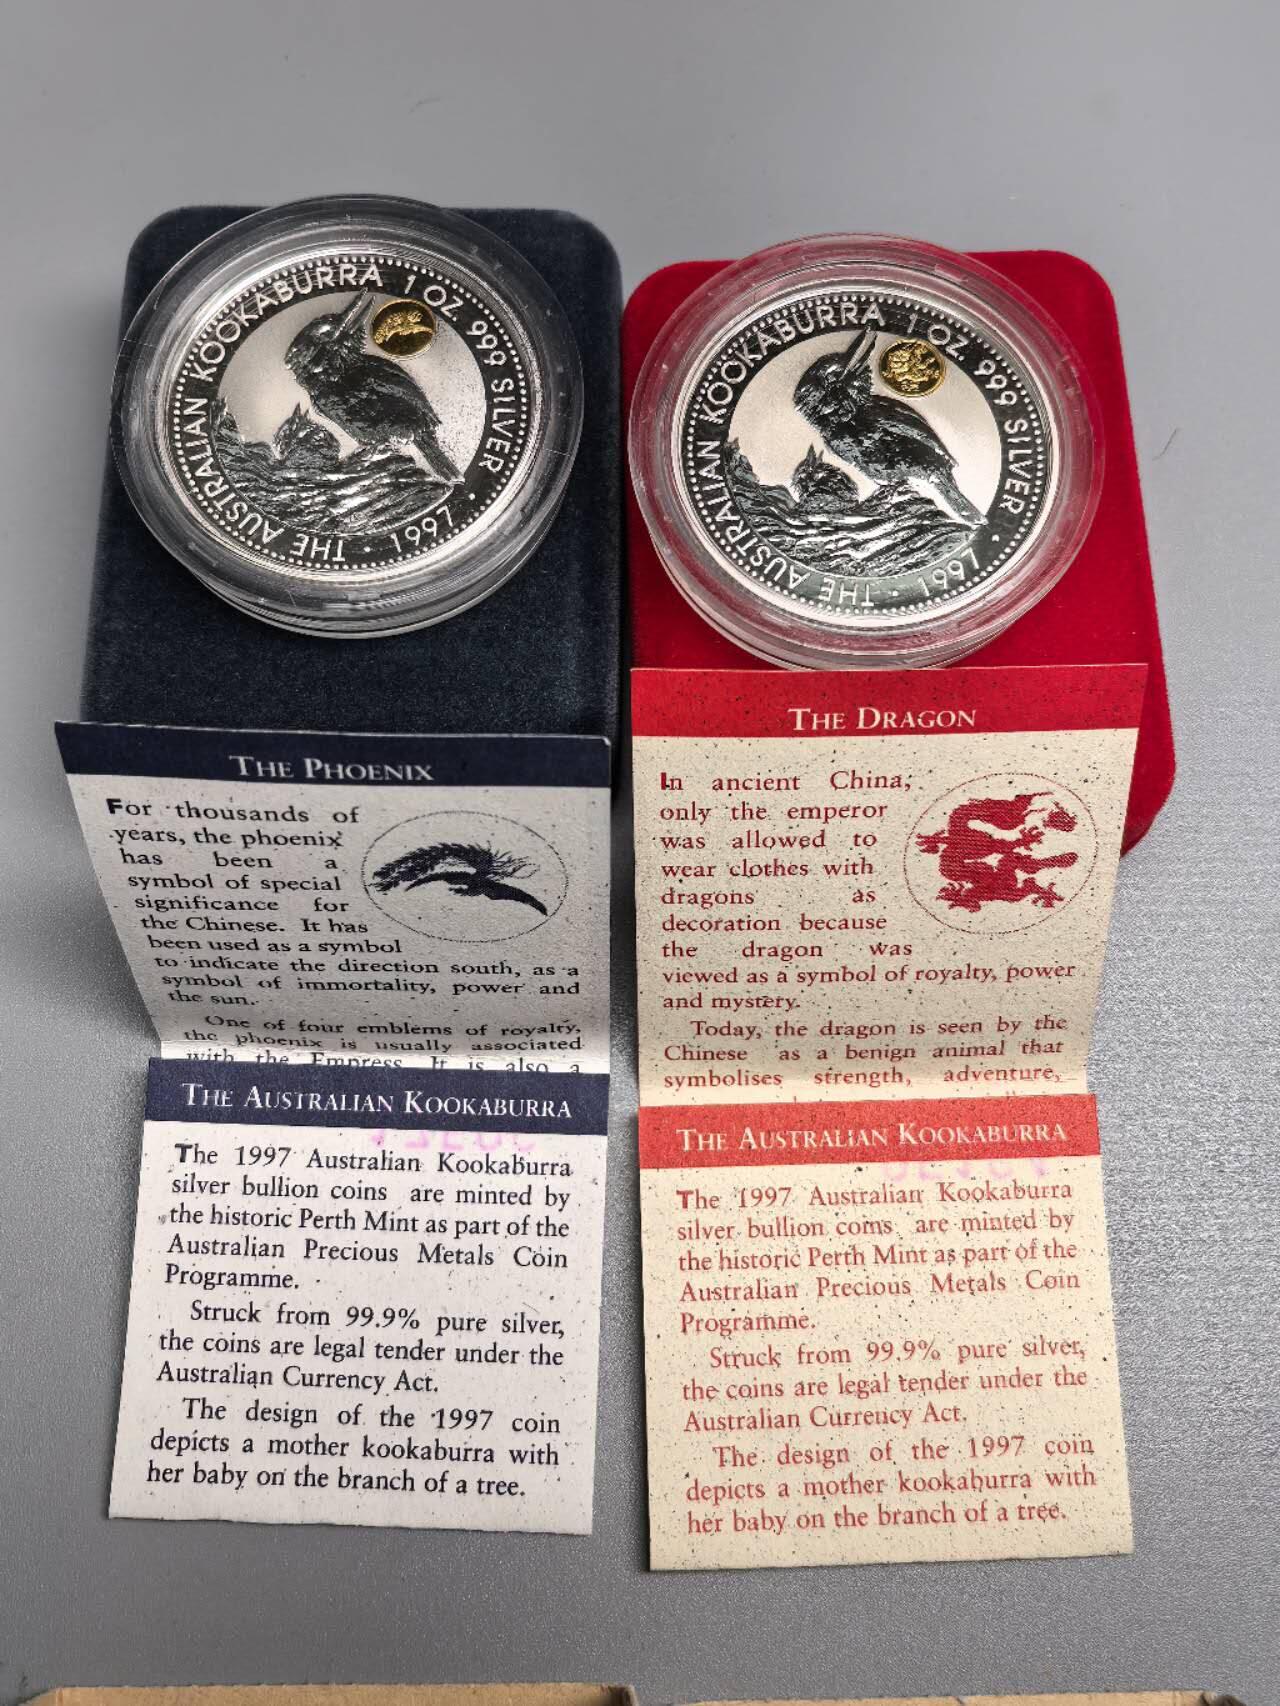 THE AUSTRALIAN KOOKABURRA 1 OZ. 999 SILVER · 1997 ·
THE AUSTRALIAN KOOKABURRA 1 OZ. 999 SILVER · 1997 ·
THE PHOENIX
For thousands of
years, the phoenix
has been a
symbol of special
significance for
the Chinese. It has
been used as a symbol
to indicate the direction south, as a
symbol of immortality, power and
the sun.
One of four emblems of royalty,
the phoenix is usually associated
with the Empress. It is also a
THE AUSTRALIAN KOOKABURRA
The 1997 Australian Kookaburra
silver bullion coins are minted by
the historic Perth Mint as part of the
Australian Precious Metals Coin
Programme.
Struck from 99.9% pure silver,
the coins are legal tender under the
Australian Currency Act.
The design of the 1997 coin
depicts a mother kookaburra with
her baby on the branch of a tree.
THE DRAGON
In ancient China,
only the emperor
was allowed to
wear clothes with
dragons as
decoration because
the dragon was
viewed as a symbol of royalty, power
and mystery.
Today, the dragon is seen by the
Chinese as a benign animal that
symbolises strength, adventure,
THE AUSTRALIAN KOOKABURRA
The 1997 Australian Kookaburra
silver bullion coins are minted by
the historic Perth Mint as part of the
Australian Precious Metals Coin
Programme.
Struck from 99.9% pure silver,
the coins are legal tender under the
Australian Currency Act.
The design of the 1997 coin
depicts a mother kookaburra with
her baby on the branch of a tree.